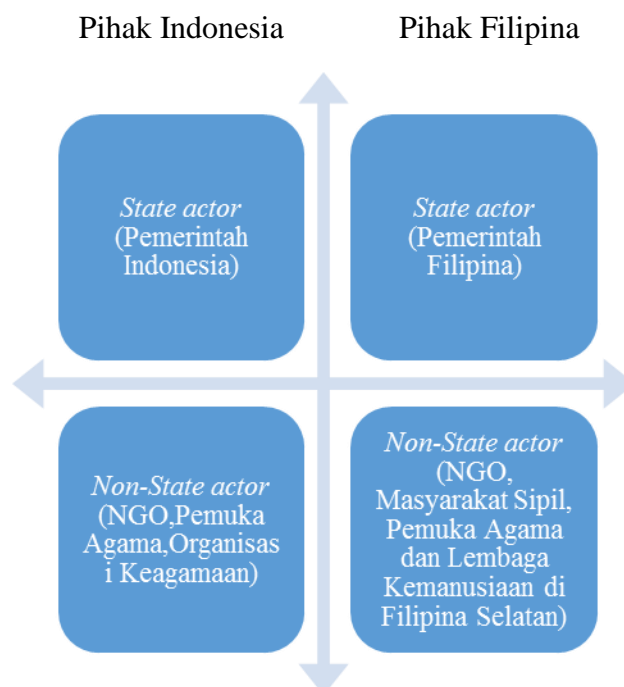 Pihak Indonesia
Pihak Filipina
State actor
(Pemerintah
Indonesia)
State actor
(Pemerintah
Filipina)
Non-State actor
(NGO,Pemuka
Agama,Organisas
i Keagamaan)
Non-State actor
(NGO,
Masyarakat Sipil,
Pemuka Agama
dan Lembaga
Kemanusiaan di
Filipina Selatan)